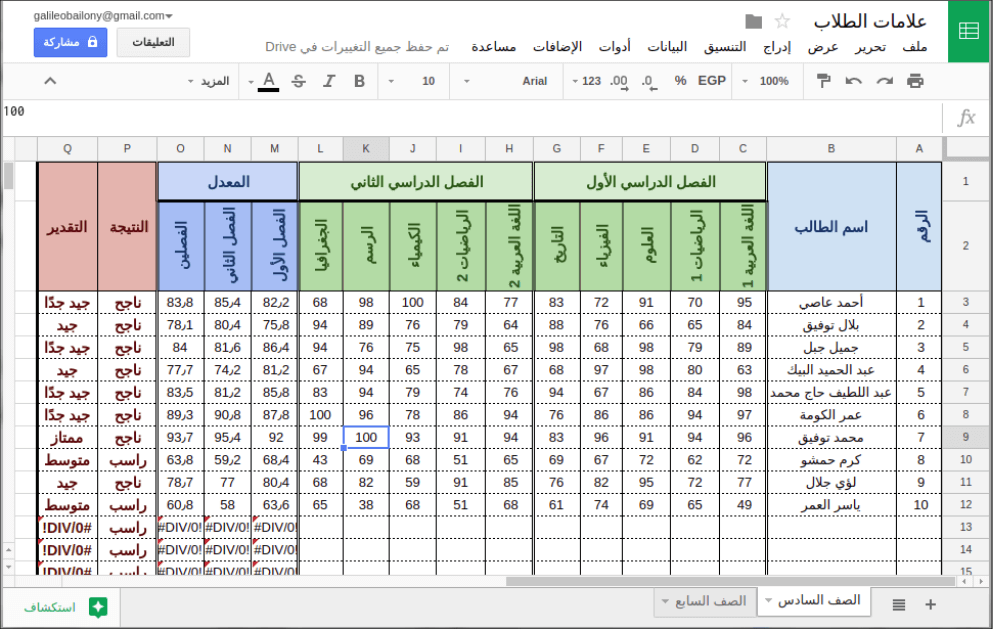 علامات الطلاب
galileobailony@gmail.com
ملف تحرير عرض إدراج التنسيق البيانات أدوات الإضافات مساعدة تم حفظ جميع التغييرات في Drive
التعليقات
مشاركة
100% EGP % .0 .00 123 Arial 10 B I S A المزيد
fx 100
A B C D E F G H I J K L M N O P Q
1 الفصل الدراسي الأول الفصل الدراسي الثاني المعدل
2 الرقم اسم الطالب اللغة العربية 1 الرياضيات 1 العلوم الفيزياء التاريخ اللغة العربية 2 الرياضيات 2 الكيمياء الرسم الجغرافيا الفصل الأول الفصل الثاني الفصلين النتيجة التقدير
3 1 أحمد عاصي 95 70 91 72 83 77 84 100 98 68 82٫2 85٫4 83٫8 ناجح جيد جدًا
4 2 بلال توفيق 84 65 66 76 88 64 79 76 89 94 75٫8 80٫4 78٫1 ناجح جيد
5 3 جميل جبل 89 79 98 68 98 65 98 75 76 94 86٫4 81٫6 84 ناجح جيد جدًا
6 4 عبد الحميد البيك 63 80 98 97 68 67 78 65 94 67 81٫2 74٫2 77٫7 ناجح جيد
7 5 عبد اللطيف حاج محمد 98 84 86 67 94 76 74 79 94 83 85٫8 81٫2 83٫5 ناجح جيد جدًا
8 6 عمر الكومة 97 94 86 86 76 94 86 78 96 100 87٫8 90٫8 89٫3 ناجح جيد جدًا
9 7 محمد توفيق 96 94 91 96 83 94 91 93 100 99 92 95٫4 93٫7 ناجح ممتاز
10 8 كرم حمشو 62 72 72 67 69 65 51 68 69 43 68٫4 59٫2 63٫8 راسب متوسط
11 9 لؤي جلال 77 72 95 82 76 85 91 59 82 68 80٫4 77 78٫7 ناجح جيد
12 10 ياسر العمر 49 65 69 74 61 68 51 68 38 65 63٫6 58 60٫8 راسب متوسط
13 #DIV/0! #DIV/0! #DIV/0! راسب #DIV/0!
14 #DIV/0! #DIV/0! #DIV/0! راسب #DIV/0!
15 #DIV/0! #DIV/0! #DIV/0! راسب #DIV/0!
الصف السادس الصف السابع
استكشاف